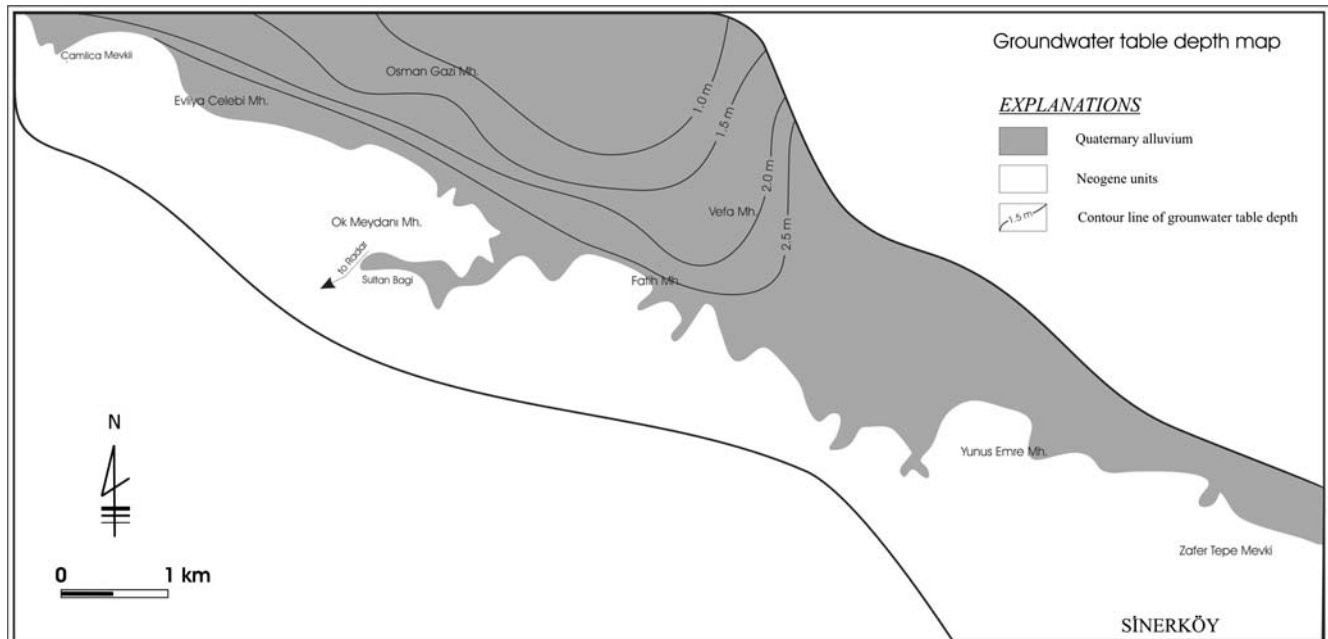 Groundwater table depth map
EXPLANATIONS
Quaternary alluvium
Neogene units
1.5 m
Contour line of grounwater table depth
Çamlica Mevkii
Osman Gazi Mh.
Evliya Celebi Mh.
1.0 m
1.5 m
2.0 m
2.5 m
Vefa Mh.
Ok Meydanı Mh.
to Radar
Sultan Bagi
Fatih Mh.
N
Yunus Emre Mh.
Zafer Tepe Mevki
0 1 km
SİNERKÖY